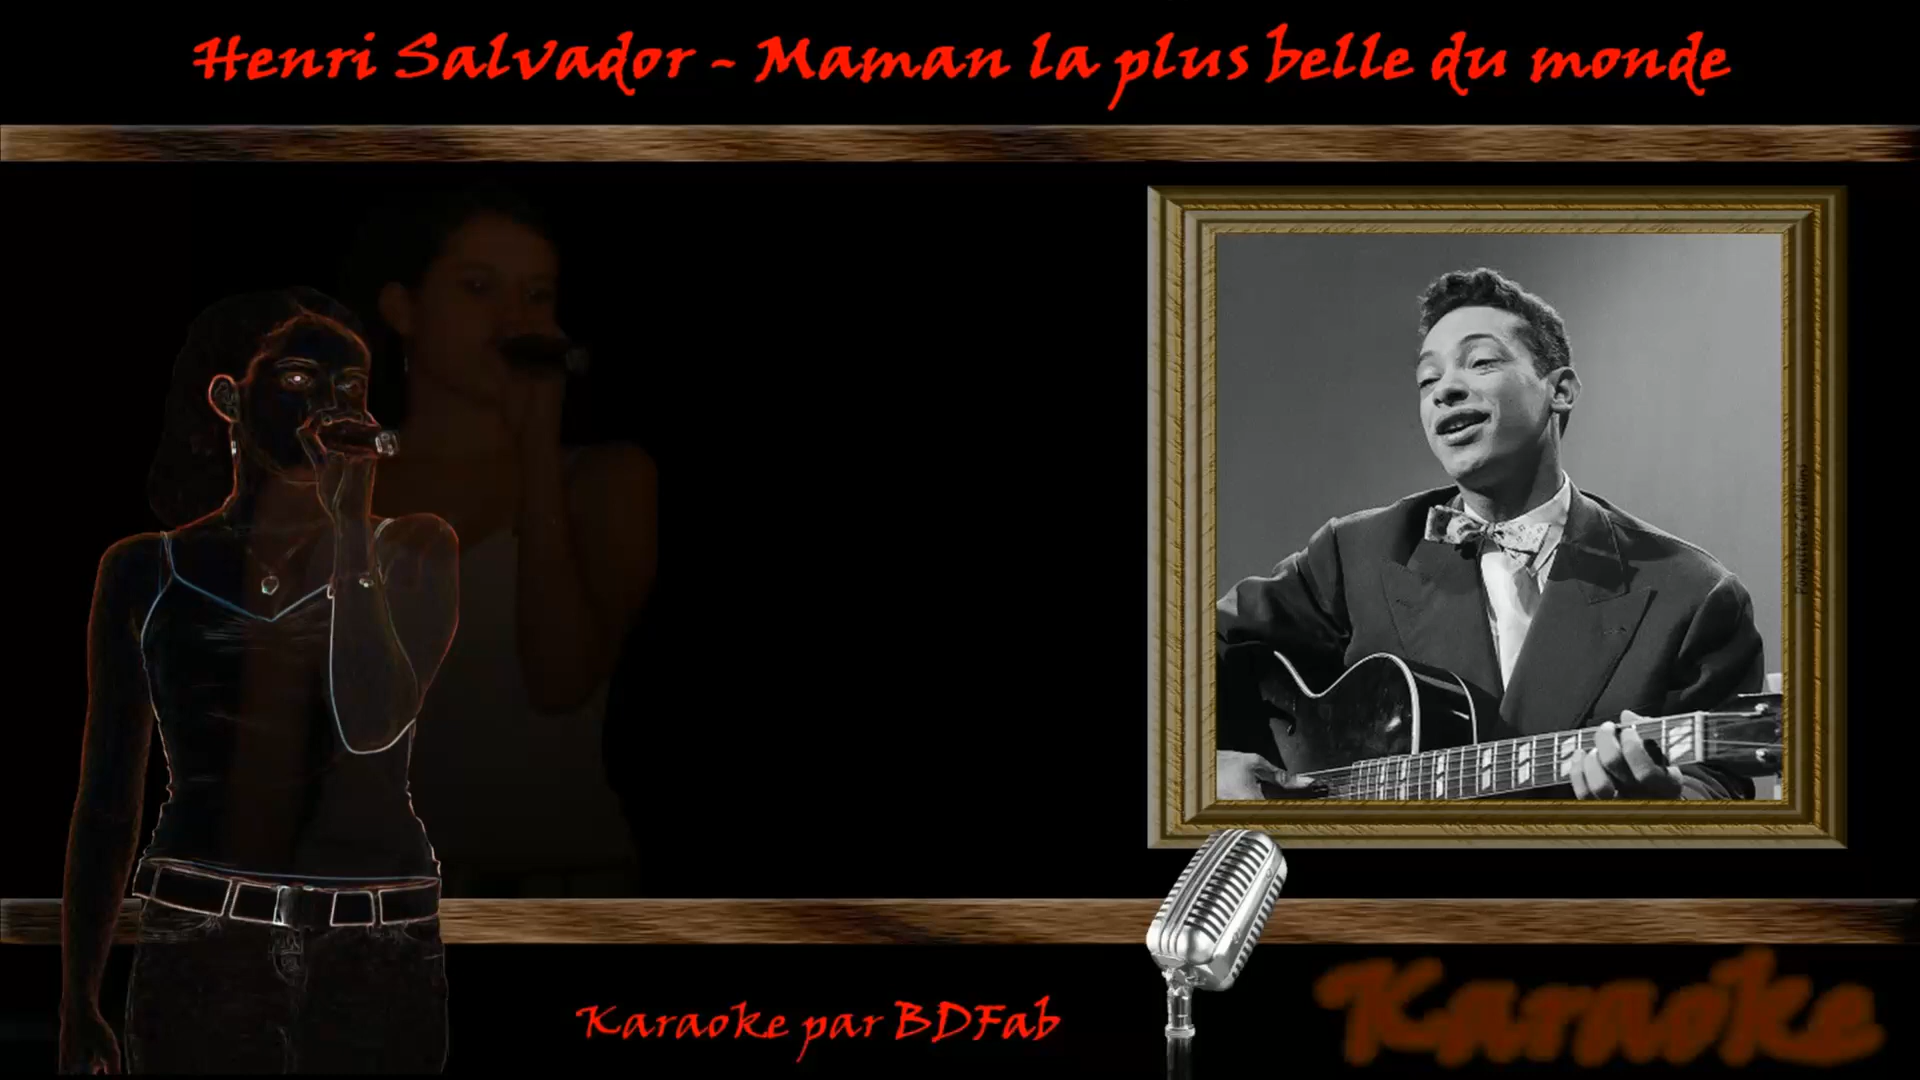 Henri Salvador - Maman la plus belle du monde
Karaoke par BDFab
Karaoke